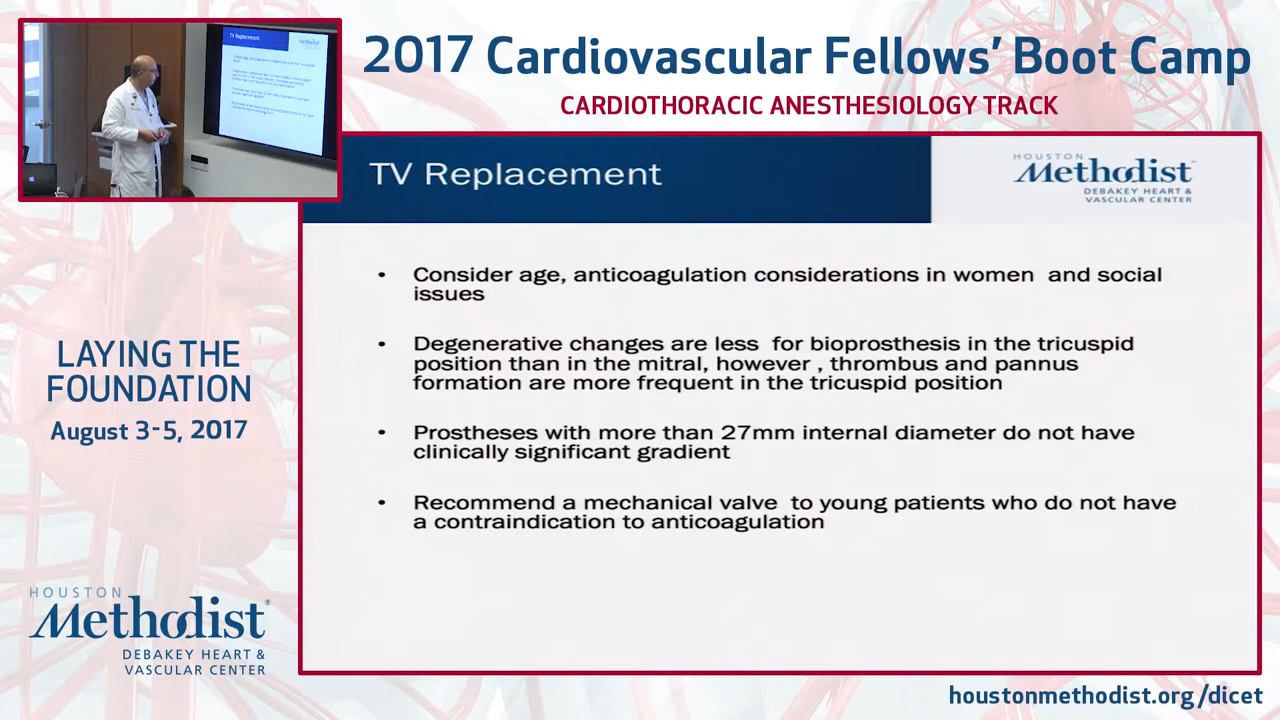 2017 Cardiovascular Fellows’ Boot Camp
CARDIOTHORACIC ANESTHESIOLOGY TRACK
TV Replacement
HOUSTON
Methodist
DEBAKEY HEART &
VASCULAR CENTER
• Consider age, anticoagulation considerations in women and social
issues
• Degenerative changes are less for bioprosthesis in the tricuspid
position than in the mitral, however , thrombus and pannus
formation are more frequent in the tricuspid position
• Prostheses with more than 27mm internal diameter do not have
clinically significant gradient
• Recommend a mechanical valve to young patients who do not have
a contraindication to anticoagulation
LAYING THE
FOUNDATION
August 3-5, 2017
HOUSTON
Methodist®
DEBAKEY HEART &
VASCULAR CENTER
houstonmethodist.org/dicet
TV Replacement
Methodist